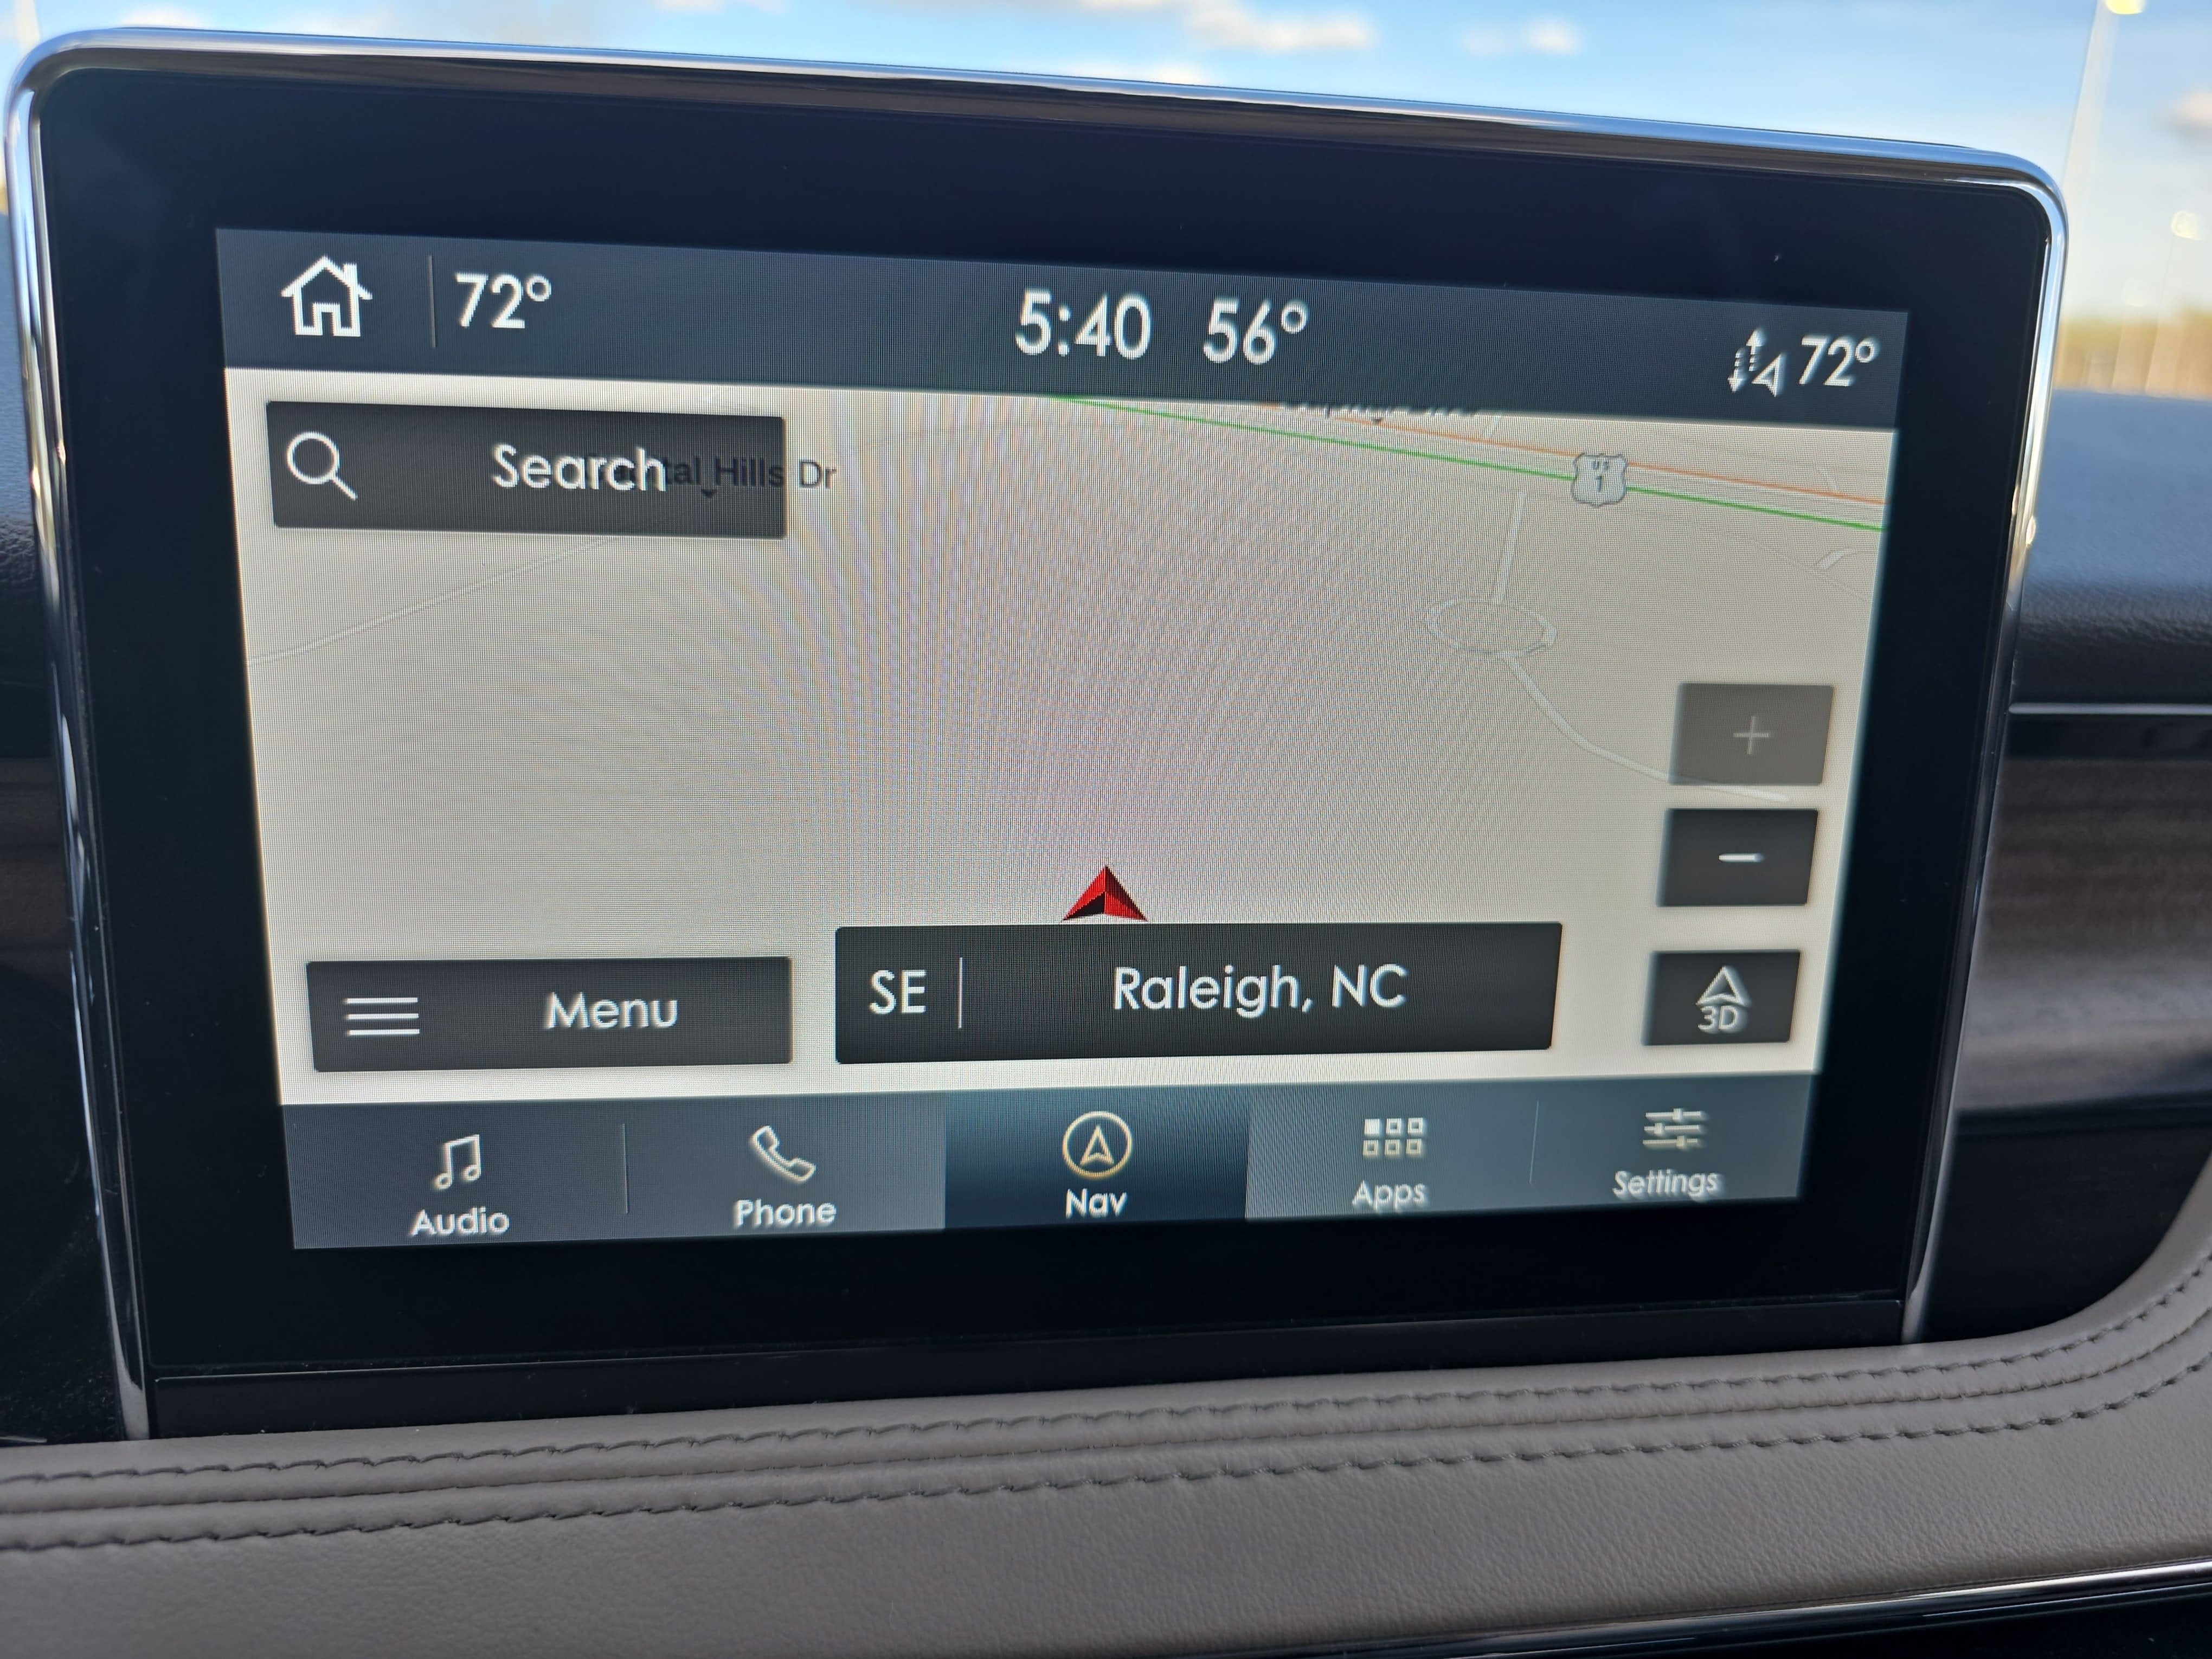 72° 5:40 56° 72°
Search
Hills Dr
US
1
+
−
3D
SE Raleigh, NC
Menu
Audio Phone Nav Apps Settings